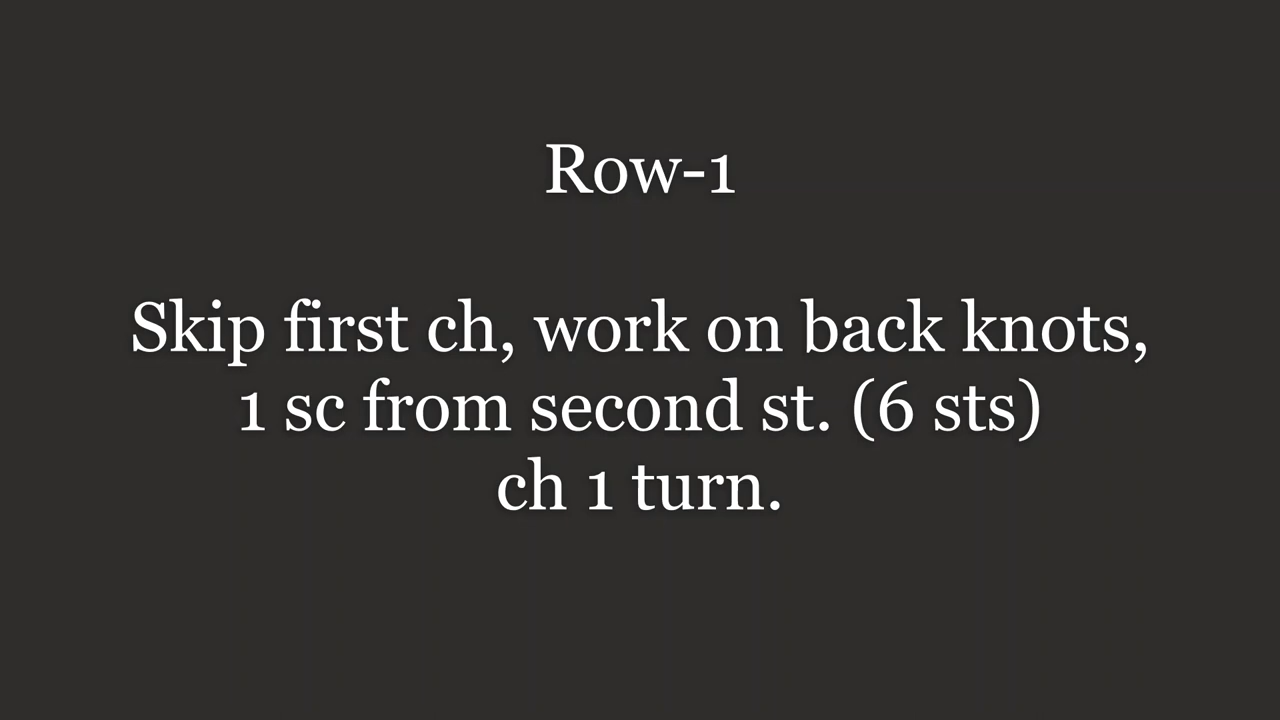 Row-1
Skip first ch, work on back knots,
1 sc from second st. (6 sts)
ch 1 turn.